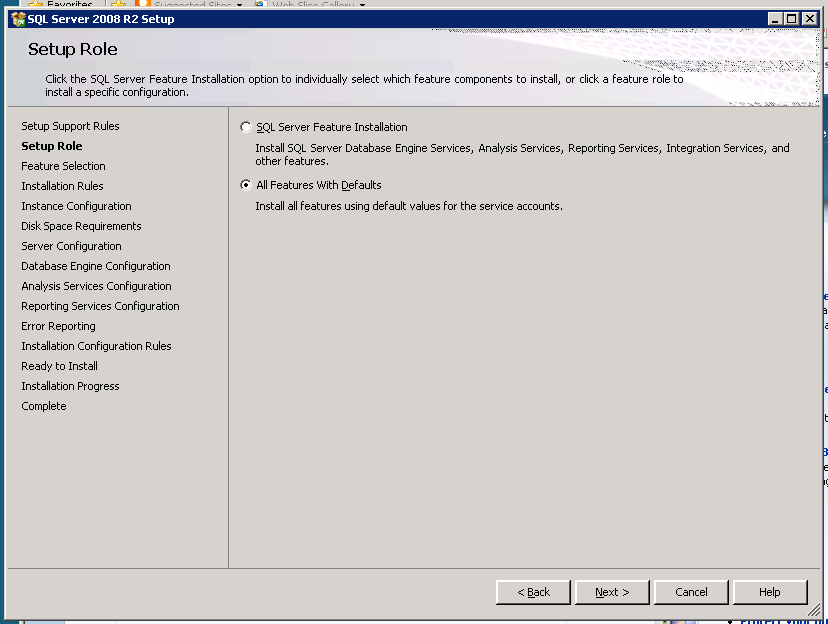 Favorites Suggested Sites Web Slice Gallery
SQL Server 2008 R2 Setup
Setup Role
Click the SQL Server Feature Installation option to individually select which feature components to install, or click a feature role to
install a specific configuration.
Setup Support Rules
Setup Role
Feature Selection
Installation Rules
Instance Configuration
Disk Space Requirements
Server Configuration
Database Engine Configuration
Analysis Services Configuration
Reporting Services Configuration
Error Reporting
Installation Configuration Rules
Ready to Install
Installation Progress
Complete
SQL Server Feature Installation
Install SQL Server Database Engine Services, Analysis Services, Reporting Services, Integration Services, and
other features.
All Features With Defaults
Install all features using default values for the service accounts.
< Back
Next >
Cancel
Help